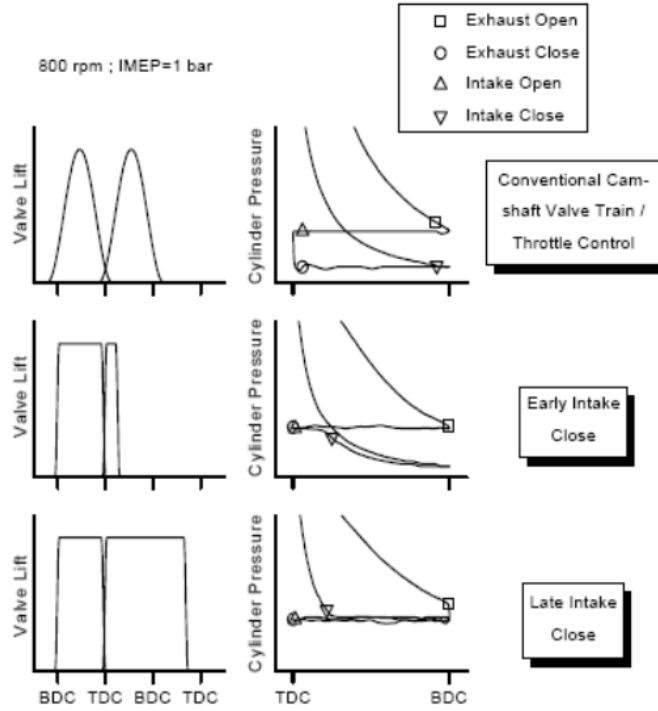 Exhaust Open
Exhaust Close
Intake Open
Intake Close
800 rpm ; IMEP=1 bar
Valve Lift
Cylinder Pressure
Conventional Cam-
shaft Valve Train /
Throttle Control
Valve Lift
Cylinder Pressure
Early Intake
Close
Valve Lift
Cylinder Pressure
Late Intake
Close
BDC TDC BDC TDC
TDC BDC